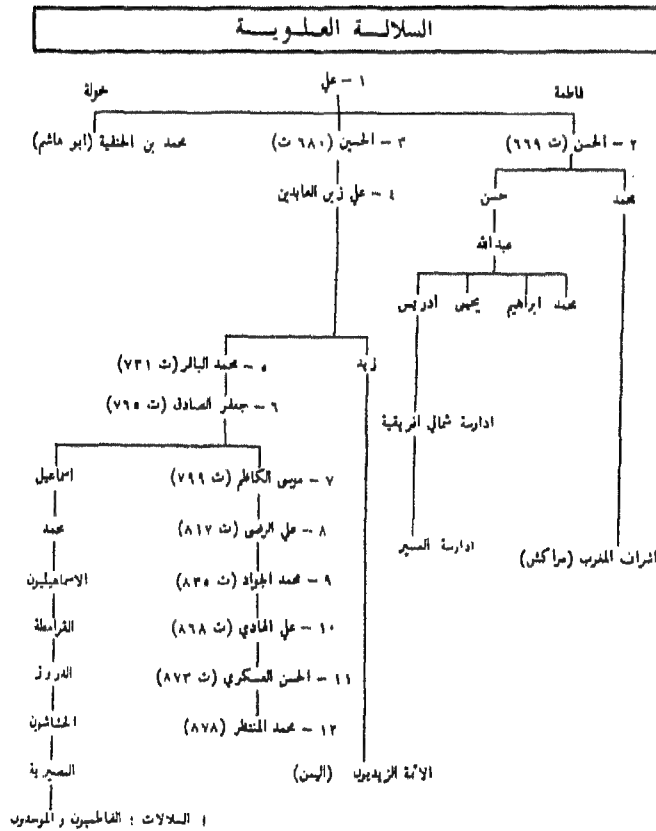 السلالة العلوية
١ – علي
فاطمة
خولة
٢ – الحسن (ت ٦٦٩)
٣ – الحسين (٦٨٠ ت)
محمد بن الحنفية (ابو هاشم)
محمد
حسن
٤ – علي زين العابدين
عبدالله
محمد ابراهيم يحيى ادريس
زيد
٥ – محمد الباقر (ت ٧٣١)
٦ – جعفر الصادق (ت ٧٦٥)
ادارسة شمالي افريقية
٧ – موسى الكاظم (ت ٧٩٩)
اسماعيل
٨ – علي الرضى (ت ٨١٧)
محمد
ادارسة العسير
اشراف المغرب (مراكش)
٩ – محمد الجواد (ت ٨٣٥)
الاسماعيليون
١٠ – علي الهادي (ت ٨٦٨)
القرامطة
١١ – الحسن العسكري (ت ٨٧٣)
الدروز
١٢ – محمد المنتظر (٨٧٨)
الحشاشون
الائمة الزيديون (اليمن)
النصيرية
السلالات : الفاطميون و